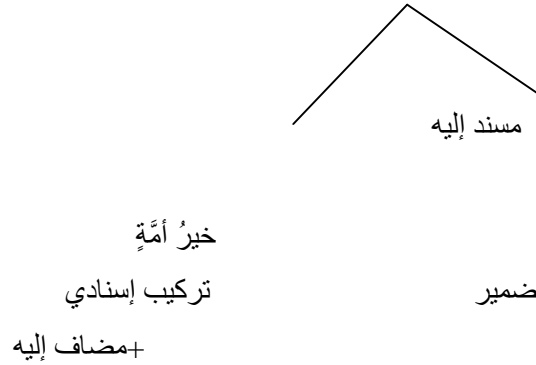 مسند إليه
خيرُ أمَّةٍ
ضمير تركيب إسنادي
+مضاف إليه